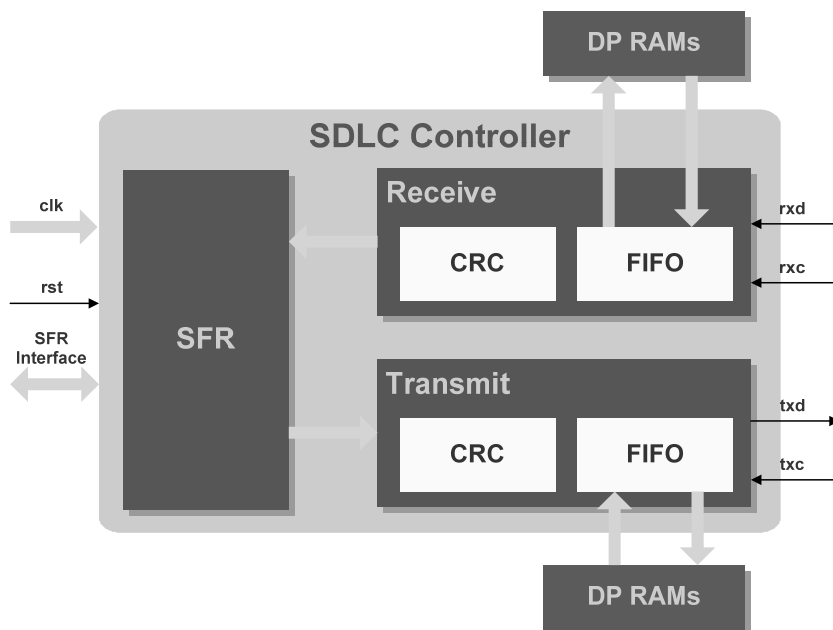 DP RAMs
SDLC Controller
clk
rst
SFR
Interface
SFR
Receive
CRC
FIFO
rxd
rxc
Transmit
CRC
FIFO
txd
txc
DP RAMs